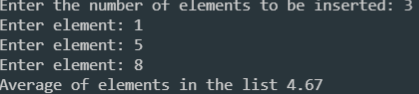 Enter the number of elements to be inserted: 3
Enter element: 1
Enter element: 5
Enter element: 8
Average of elements in the list 4.67